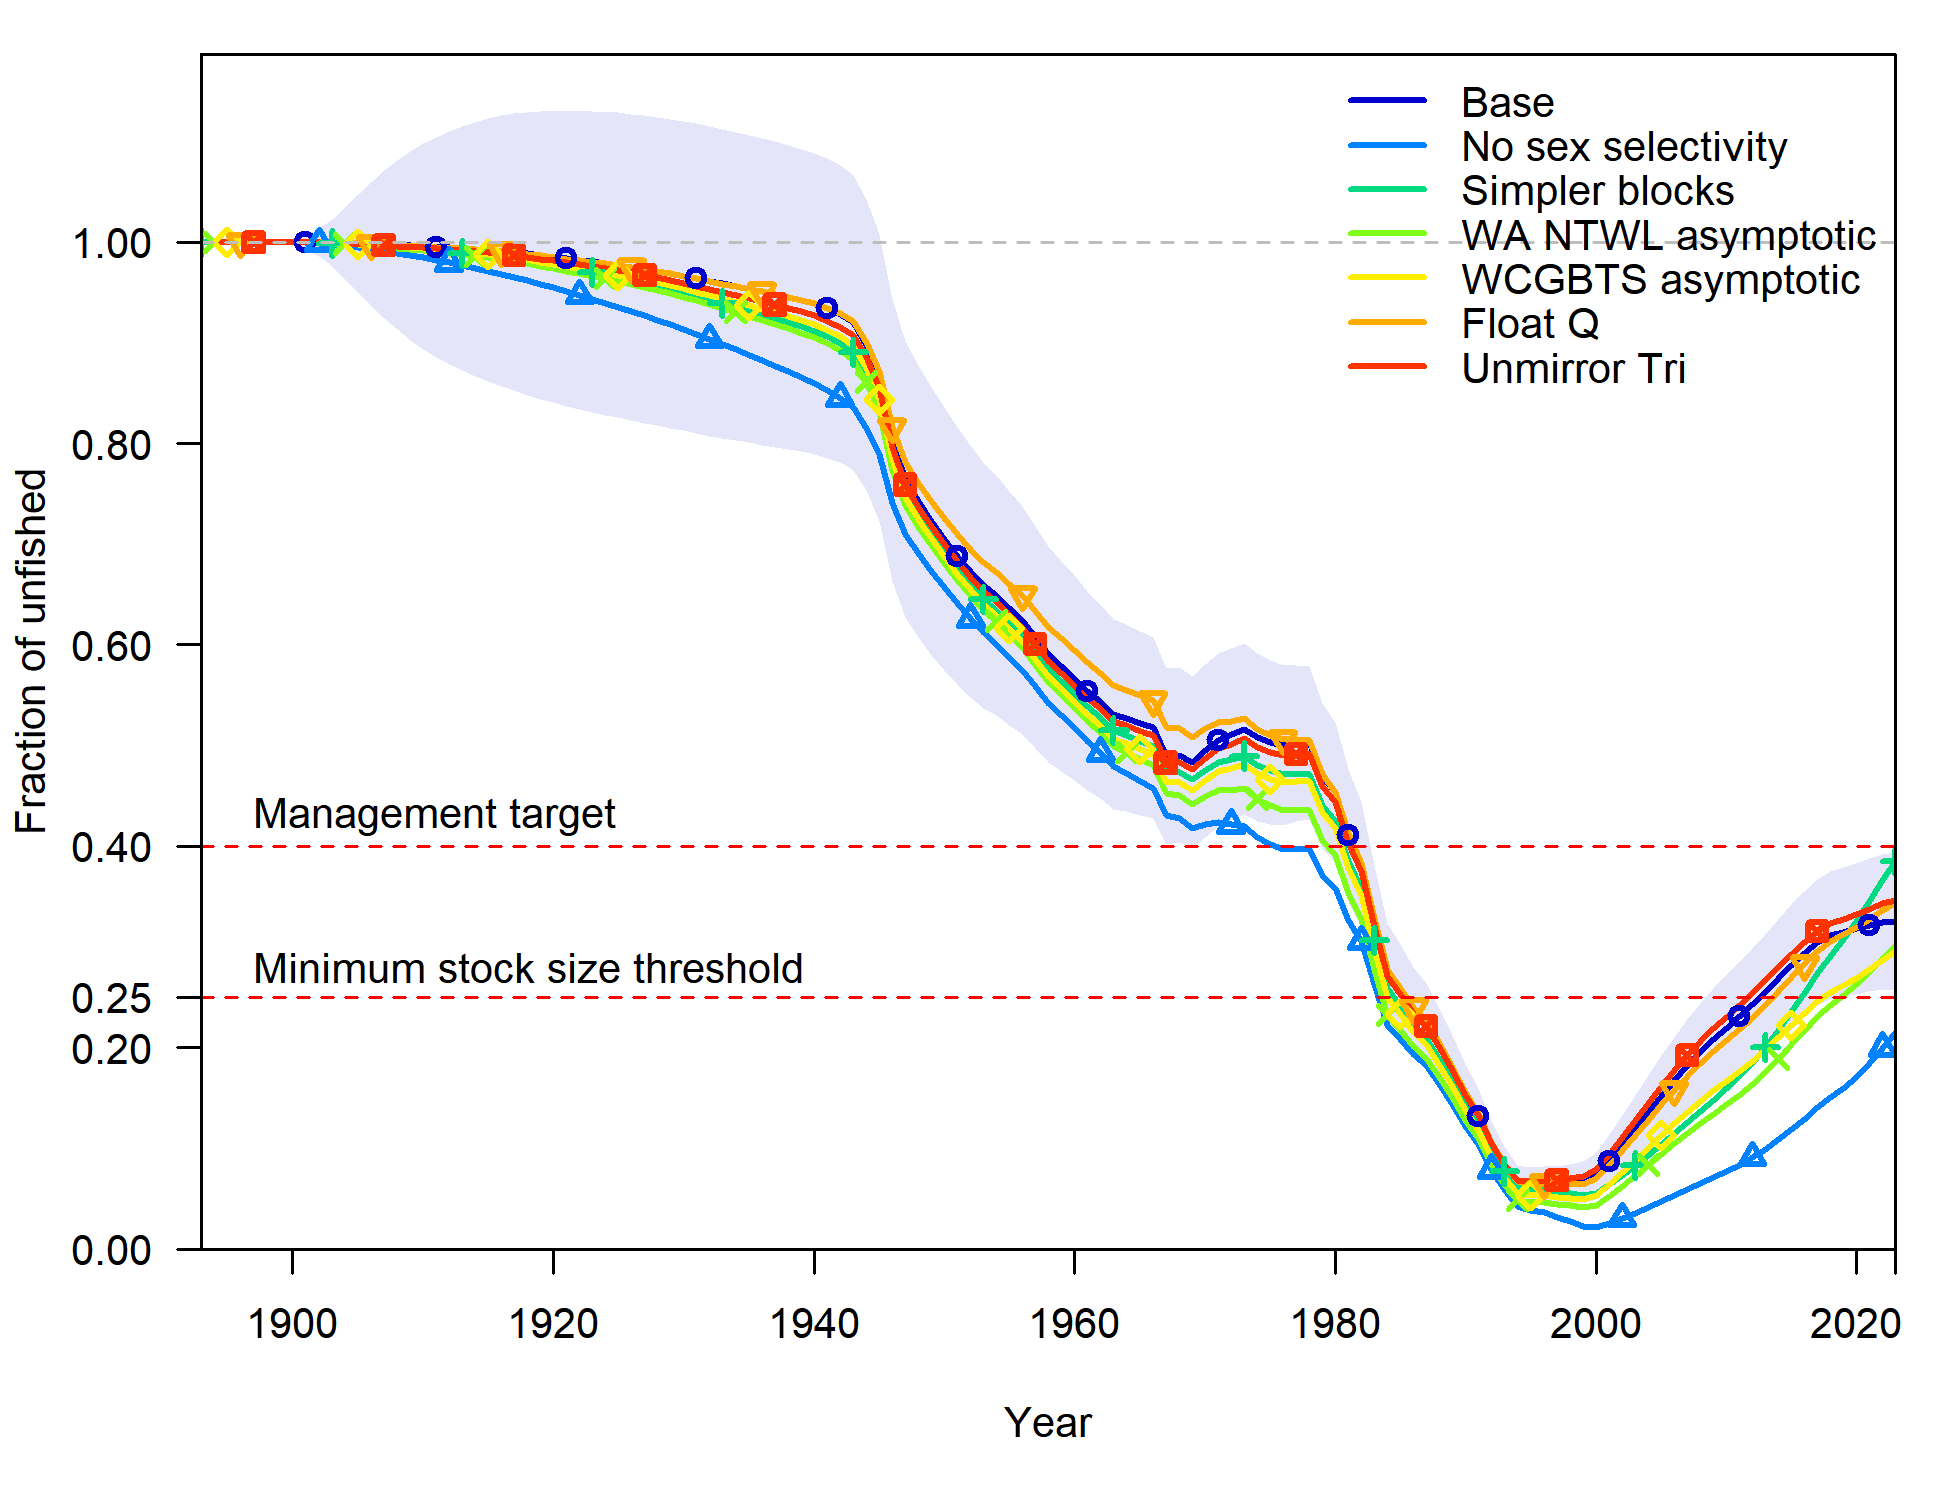 Base
No sex selectivity
Simpler blocks
WA NTWL asymptotic
WCGBTS asymptotic
Float Q
Unmirror Tri
Fraction of unfished
1.00
0.80
0.60
0.40
0.25
0.20
0.00
Management target
Minimum stock size threshold
1900
1920
1940
1960
1980
2000
2020
Year